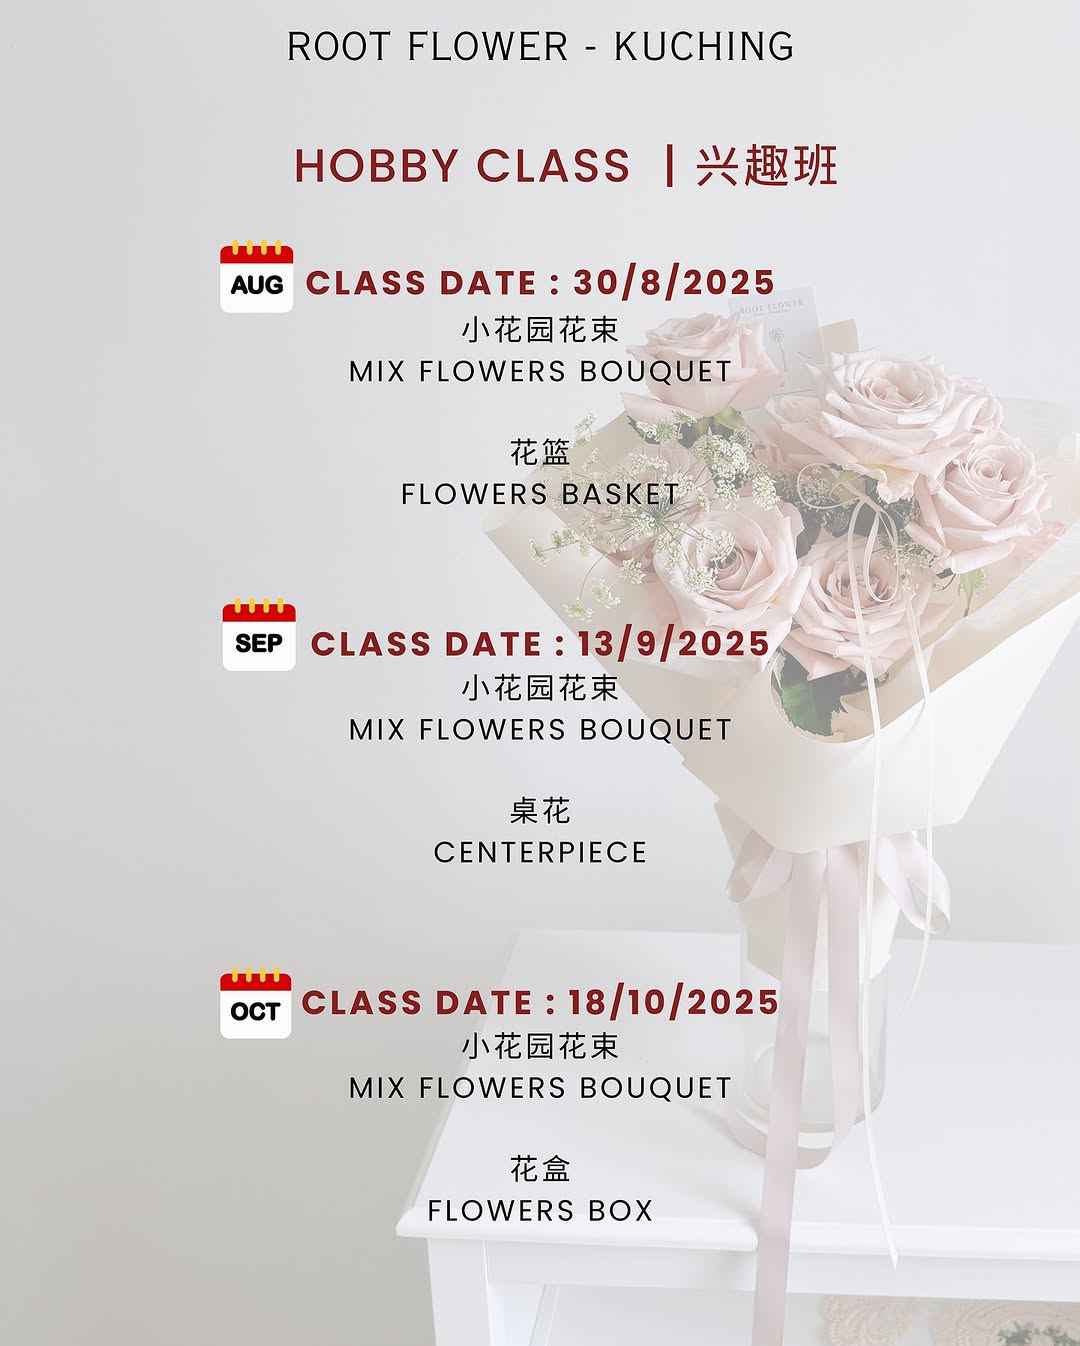 ROOT FLOWER - KUCHING
HOBBY CLASS | 兴趣班
AUG
CLASS DATE : 30/8/2025
小花园花束
MIX FLOWERS BOUQUET
ROOT FLOWER
花篮
FLOWERS BASKET
SEP
CLASS DATE : 13/9/2025
小花园花束
MIX FLOWERS BOUQUET
桌花
CENTERPIECE
OCT
CLASS DATE : 18/10/2025
小花园花束
MIX FLOWERS BOUQUET
花盒
FLOWERS BOX